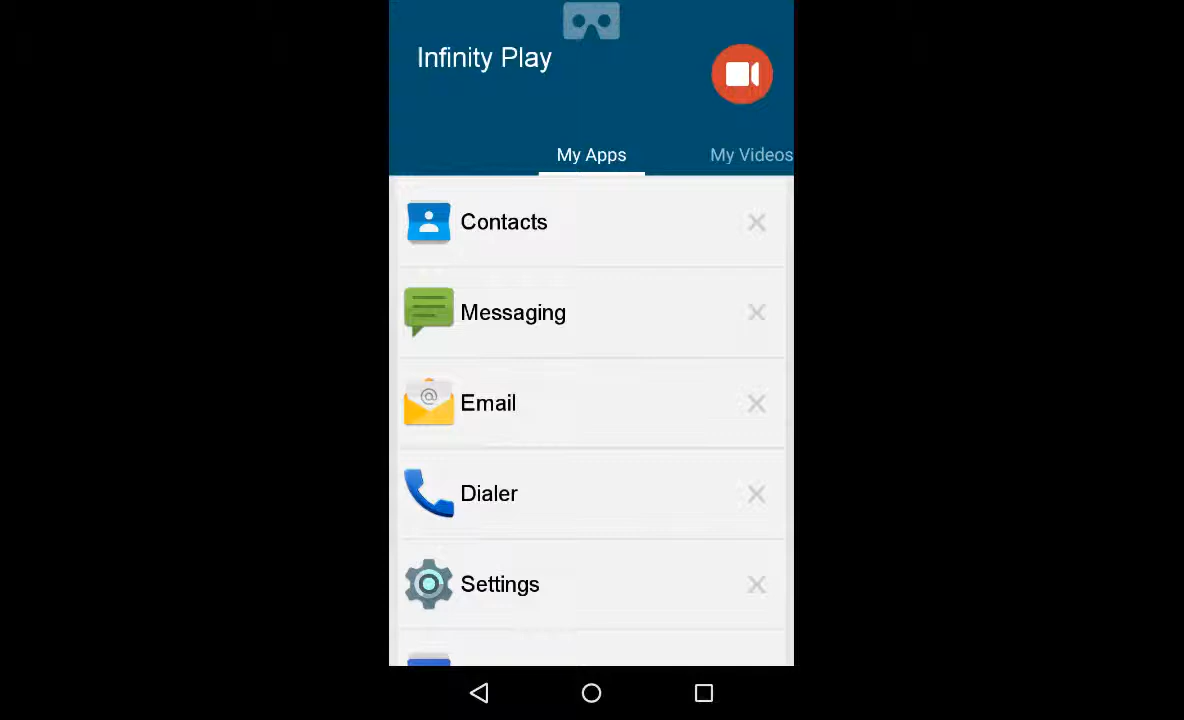 Infinity Play
My Apps
My Videos
Contacts
Messaging
@
Email
Dialer
Settings